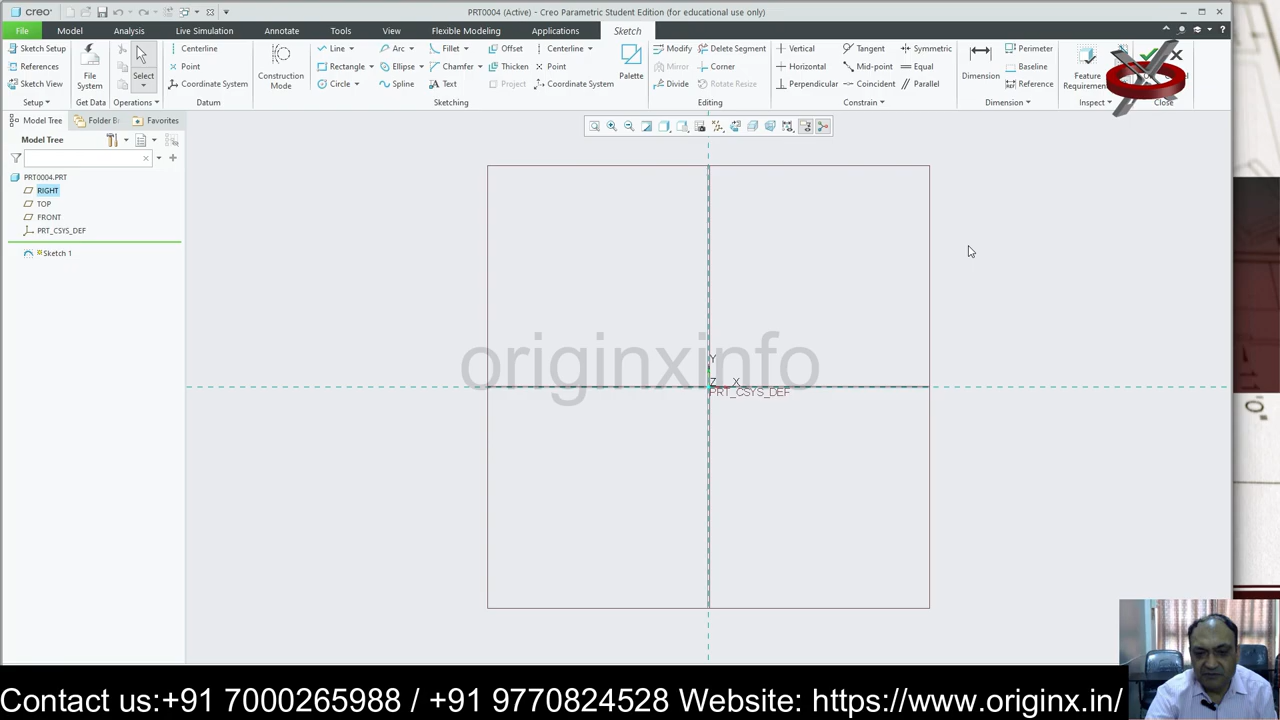 creo PRT0004 (Active) - Creo Parametric Student Edition (for educational use only)
File Model Analysis Live Simulation Annotate Tools View Flexible Modeling Applications Sketch
Sketch Setup Centerline Line Arc Fillet Offset Centerline Modify Delete Segment Vertical Tangent Symmetric Perimeter
References Point Rectangle Ellipse Chamfer Thicken Point Mirror Corner Horizontal Mid-point Equal Baseline
Sketch View File System Select Coordinate System Construction Mode Circle Spline Text Coordinate System Palette Divide Rotate Resize Perpendicular Coincident Parallel Dimension Reference Feature Requirements
Setup Get Data Operations Datum Sketching Editing Constrain Dimension Inspect Close
Model Tree Folder B Favorites
Model Tree
PRT0004.PRT
RIGHT
TOP
FRONT
PRT_CSYS_DEF
Sketch 1
originxinfo
Y
Z X
PRT_CSYS_DEF
Contact us:+91 7000265988 / +91 9770824528 Website: https://www.originx.in/